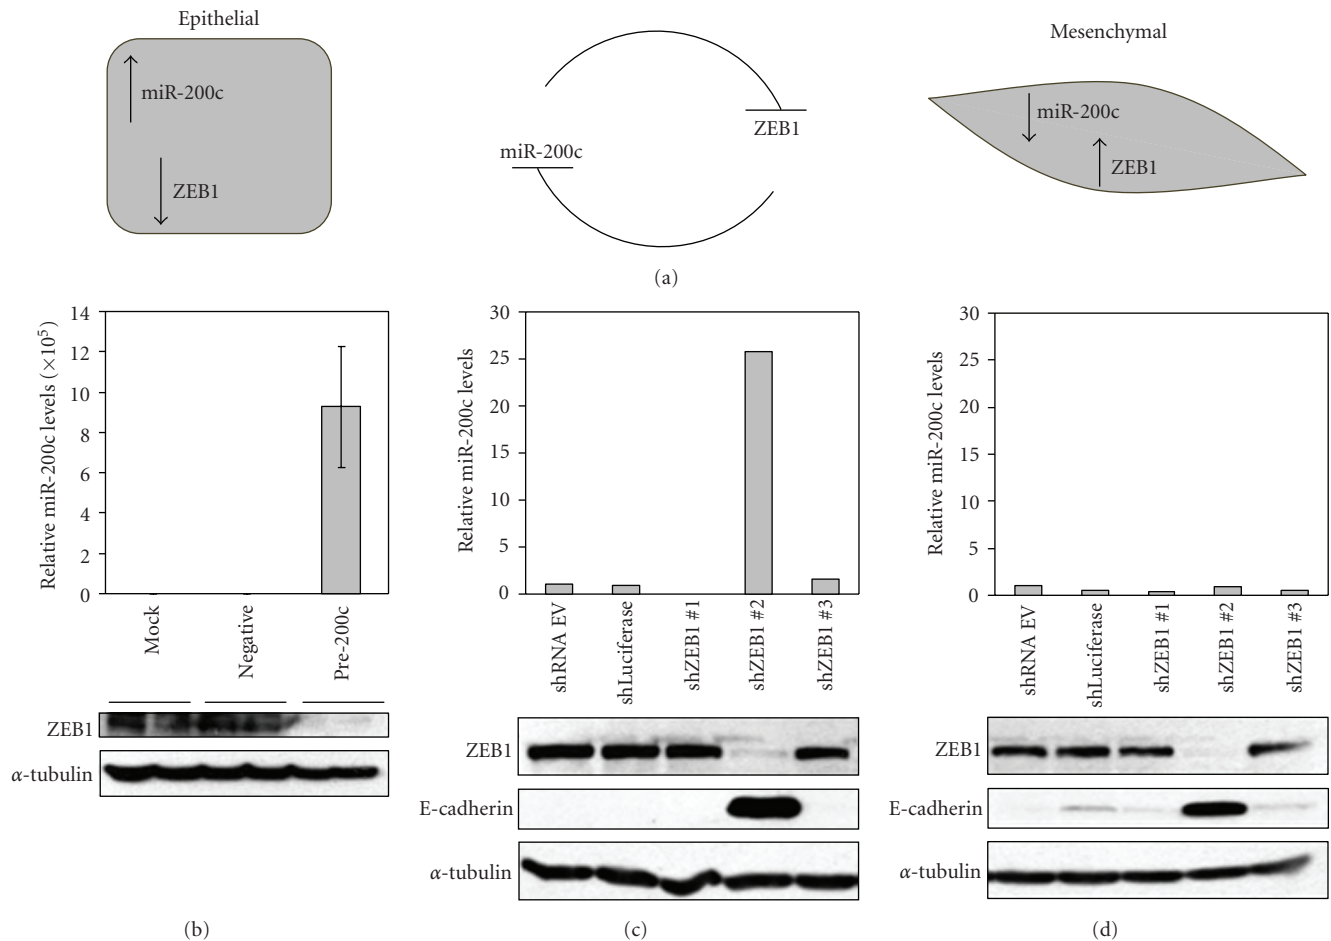 Epithelial
miR-200c
ZEB1
ZEB1
miR-200c
Mesenchymal
miR-200c
ZEB1
(a)
Relative miR-200c levels (×10⁵)
14
12
10
8
6
4
2
0
Mock
Negative
Pre-200c
ZEB1
α-tubulin
(b)
Relative miR-200c levels
30
25
20
15
10
5
0
shRNA EV
shLuciferase
shZEB1 #1
shZEB1 #2
shZEB1 #3
ZEB1
E-cadherin
α-tubulin
(c)
Relative miR-200c levels
30
25
20
15
10
5
0
shRNA EV
shLuciferase
shZEB1 #1
shZEB1 #2
shZEB1 #3
ZEB1
E-cadherin
α-tubulin
(d)